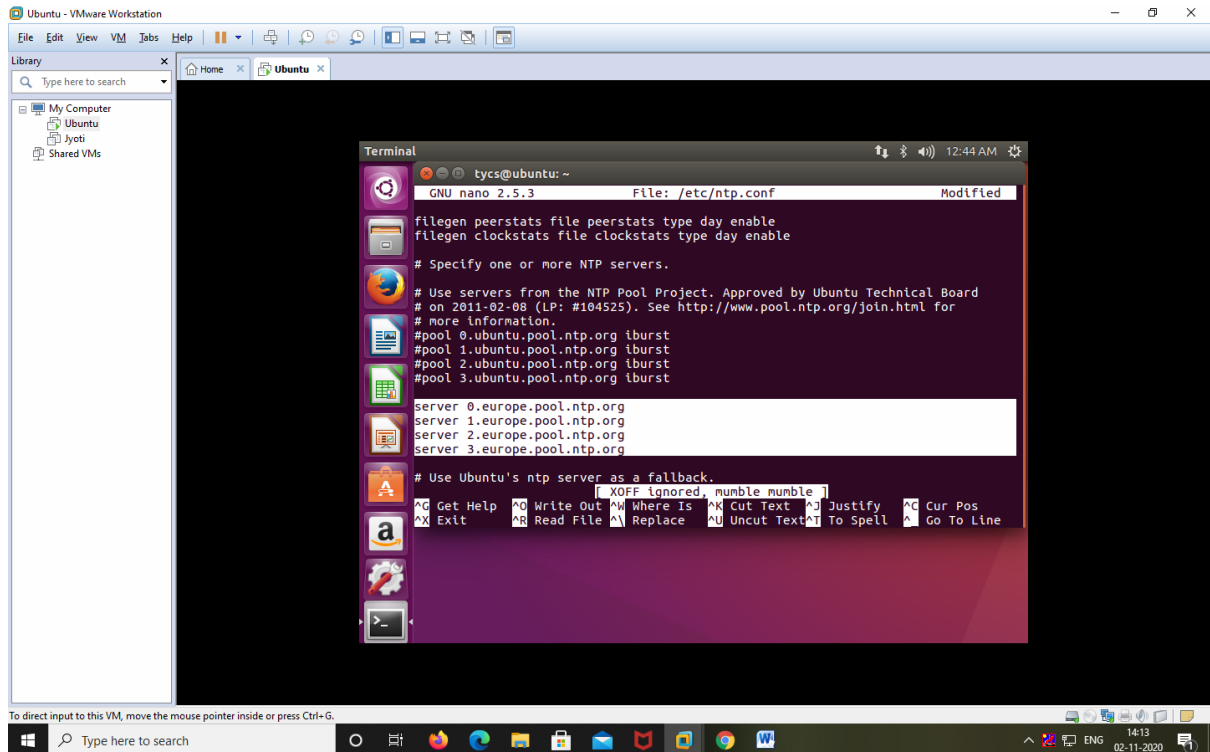 Ubuntu - VMware Workstation
File Edit View VM Tabs Help
Library
Home
Ubuntu
Type here to search
My Computer
Ubuntu
Jyoti
Shared VMs
Terminal 12:44 AM
tycs@ubuntu: ~
GNU nano 2.5.3 File: /etc/ntp.conf Modified
filegen peerstats file peerstats type day enable
filegen clockstats file clockstats type day enable
# Specify one or more NTP servers.
# Use servers from the NTP Pool Project. Approved by Ubuntu Technical Board
# on 2011-02-08 (LP: #104525). See http://www.pool.ntp.org/join.html for
# more information.
#pool 0.ubuntu.pool.ntp.org iburst
#pool 1.ubuntu.pool.ntp.org iburst
#pool 2.ubuntu.pool.ntp.org iburst
#pool 3.ubuntu.pool.ntp.org iburst
server 0.europe.pool.ntp.org
server 1.europe.pool.ntp.org
server 2.europe.pool.ntp.org
server 3.europe.pool.ntp.org
# Use Ubuntu's ntp server as a fallback.
[ XOFF ignored, mumble mumble ]
^G Get Help ^O Write Out ^W Where Is ^K Cut Text ^J Justify ^C Cur Pos
^X Exit ^R Read File ^\ Replace ^U Uncut Text ^T To Spell ^_ Go To Line
To direct input to this VM, move the mouse pointer inside or press Ctrl+G.
Type here to search
ENG
14:13
02-11-2020